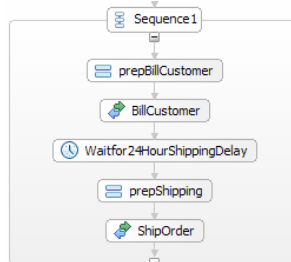 Sequence1
prepBillCustomer
BillCustomer
Waitfor24HourShippingDelay
prepShipping
ShipOrder